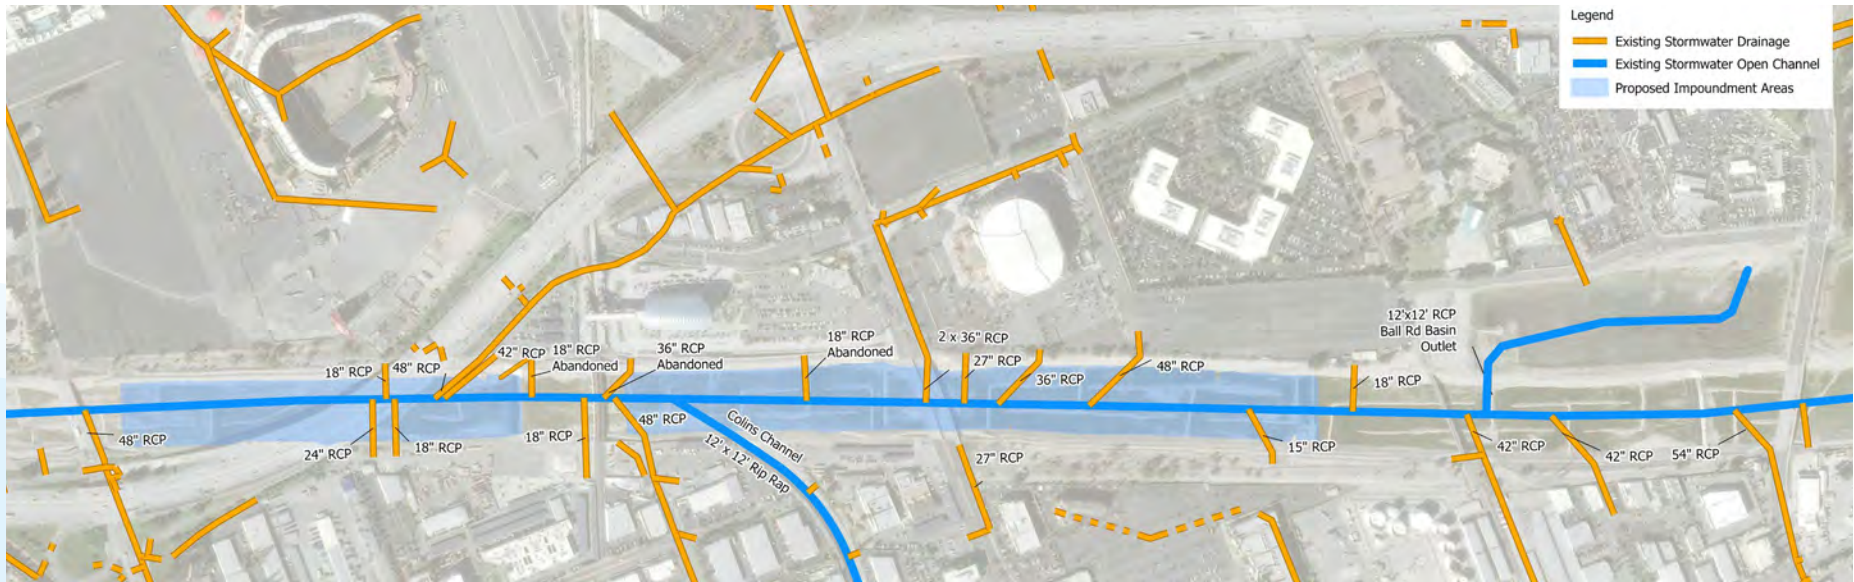 Legend
Existing Stormwater Drainage
Existing Stormwater Open Channel
Proposed Impoundment Areas
12'x12' RCP
Ball Rd Basin
Outlet
18" RCP
48" RCP
42" RCP
18" RCP
Abandoned
36" RCP
Abandoned
18" RCP
Abandoned
2 x 36" RCP
27" RCP
36" RCP
48" RCP
18" RCP
48" RCP
24" RCP
18" RCP
18" RCP
48" RCP
Colins Channel
12' x 12' Rip Rap
27" RCP
15" RCP
42" RCP
42" RCP
54" RCP